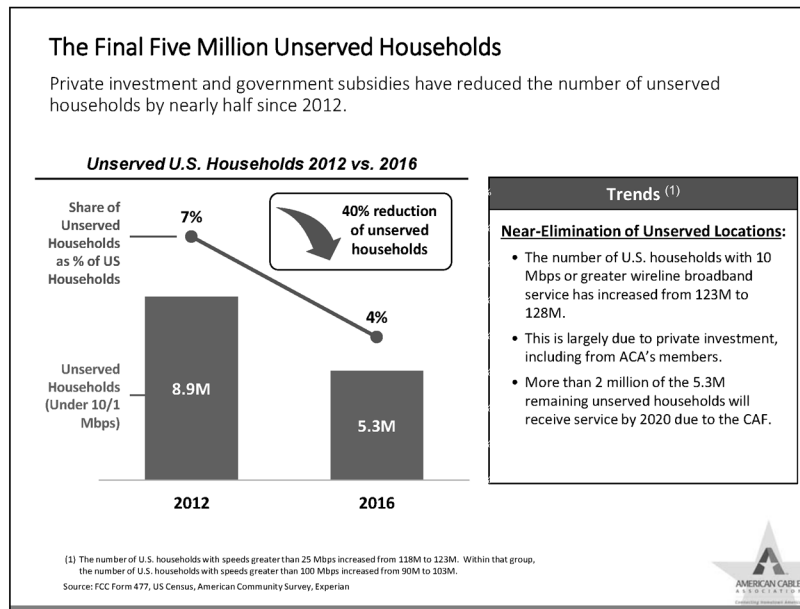 The Final Five Million Unserved Households
Private investment and government subsidies have reduced the number of unserved
households by nearly half since 2012.
Unserved U.S. Households 2012 vs. 2016
Share of
Unserved
Households
as % of US
Households
7%
40% reduction
of unserved
households
4%
Unserved
Households
(Under 10/1
Mbps)
8.9M
5.3M
2012
2016
%
Trends (1)
Near-Elimination of Unserved Locations:
• The number of U.S. households with 10
Mbps or greater wireline broadband
service has increased from 123M to
128M.
• This is largely due to private investment,
including from ACA's members.
• More than 2 million of the 5.3M
remaining unserved households will
receive service by 2020 due to the CAF.
(1) The number of U.S. households with speeds greater than 25 Mbps increased from 118M to 123M. Within that group,
the number of U.S. households with speeds greater than 100 Mbps increased from 90M to 103M.
Source: FCC Form 477, US Census, American Community Survey, Experian
AMERICAN CABLE
ASSOCIATION